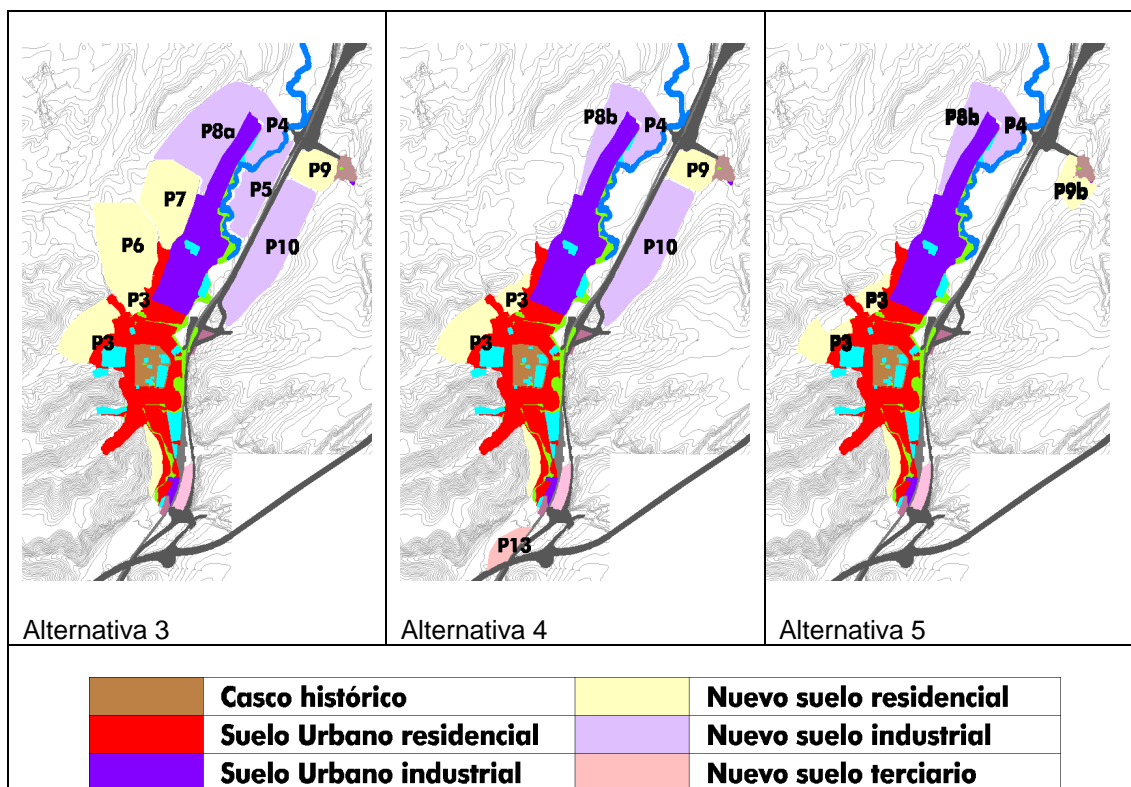 P8a
P4
P7
P5
P9
P6
P10
P3
P3
Alternativa 3
P8b
P4
P9
P10
P3
P3
P13
Alternativa 4
P8b
P4
P9b
P3
P3
Alternativa 5
Casco histórico
Nuevo suelo residencial
Suelo Urbano residencial
Nuevo suelo industrial
Suelo Urbano industrial
Nuevo suelo terciario